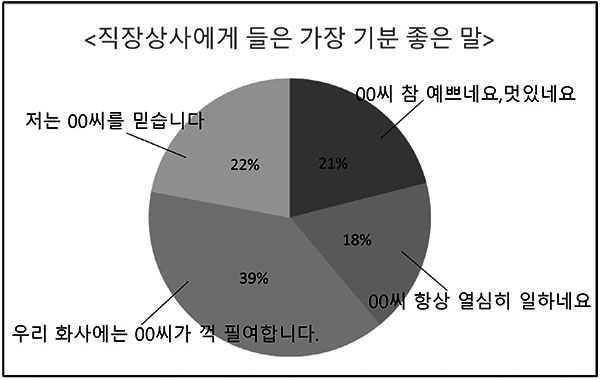 <직장상사에게 들은 가장 기분 좋은 말>
00씨 참 예쁘네요,멋있네요
저는 00씨를 믿습니다
22%
21%
18%
39%
00씨 항상 열심히 일하네요
우리 화사에는 00씨가 꺽 필여합니다.